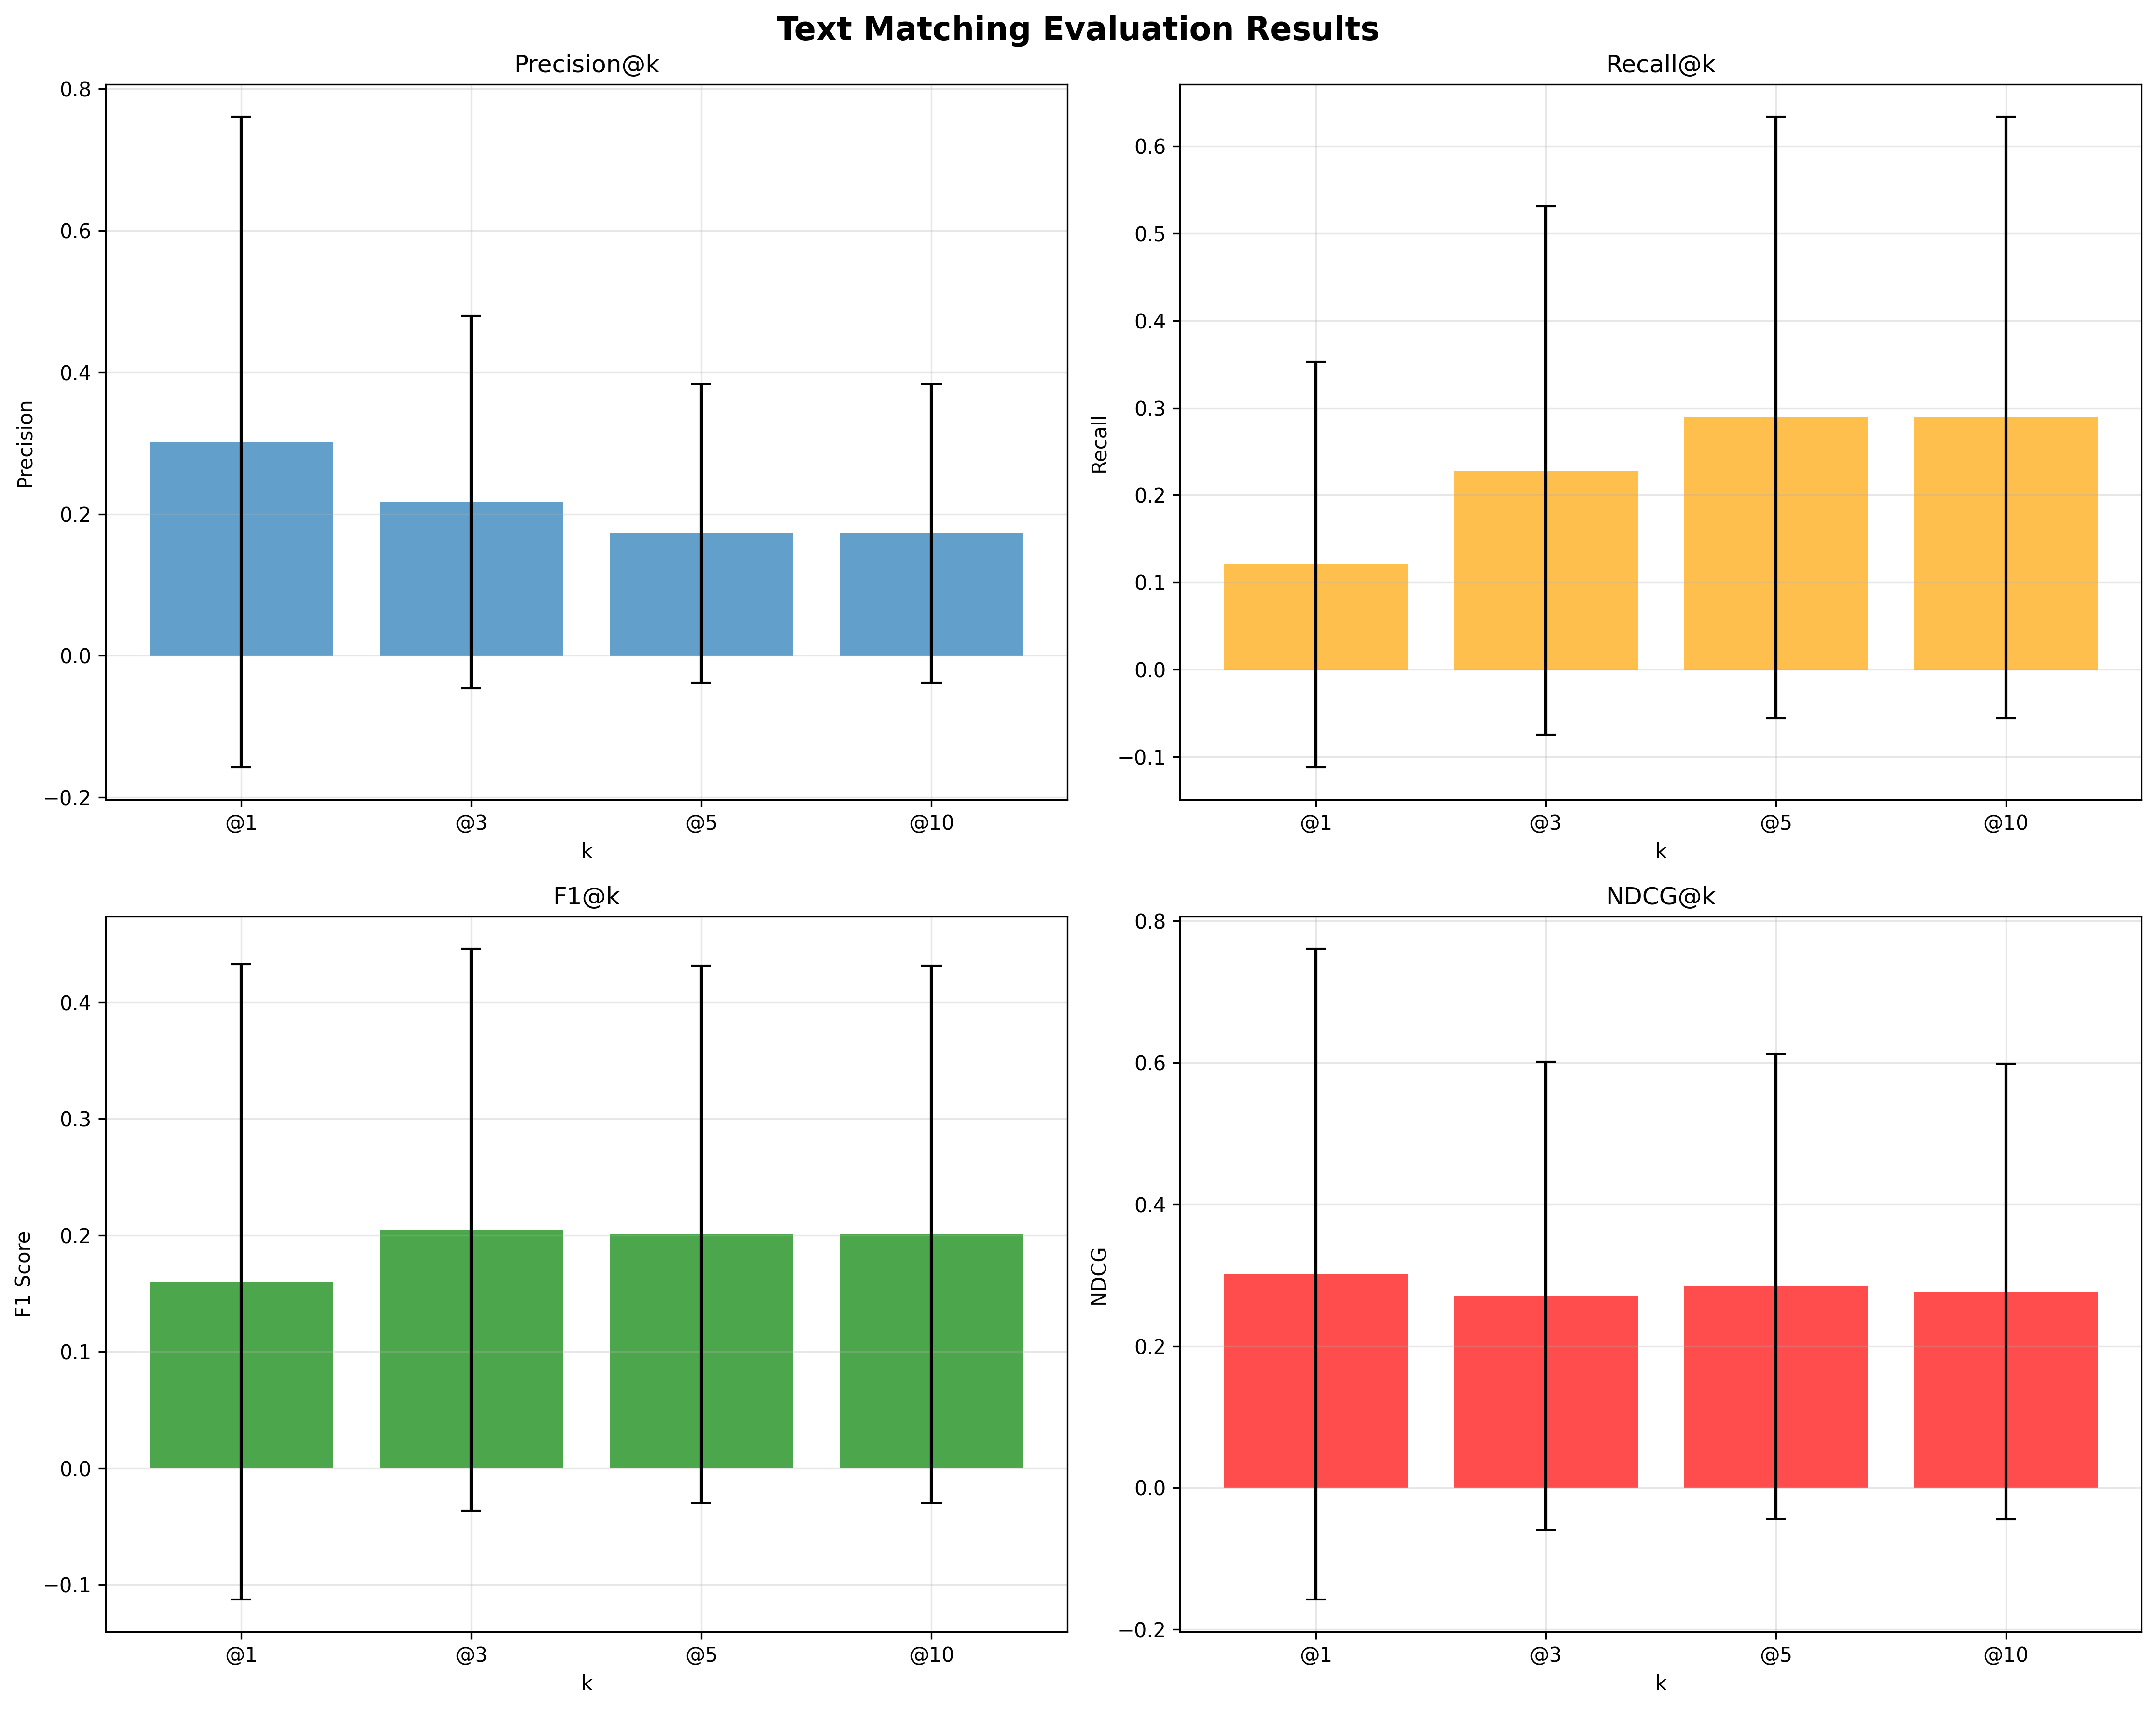 Text Matching Evaluation Results
Precision@k
0.8
0.6
0.4
0.2
0.0
−0.2
Precision
@1 @3 @5 @10
k
Recall@k
0.6
0.5
0.4
0.3
0.2
0.1
0.0
−0.1
Recall
@1 @3 @5 @10
k
F1@k
0.4
0.3
0.2
0.1
0.0
−0.1
F1 Score
@1 @3 @5 @10
k
NDCG@k
0.8
0.6
0.4
0.2
0.0
−0.2
NDCG
@1 @3 @5 @10
k